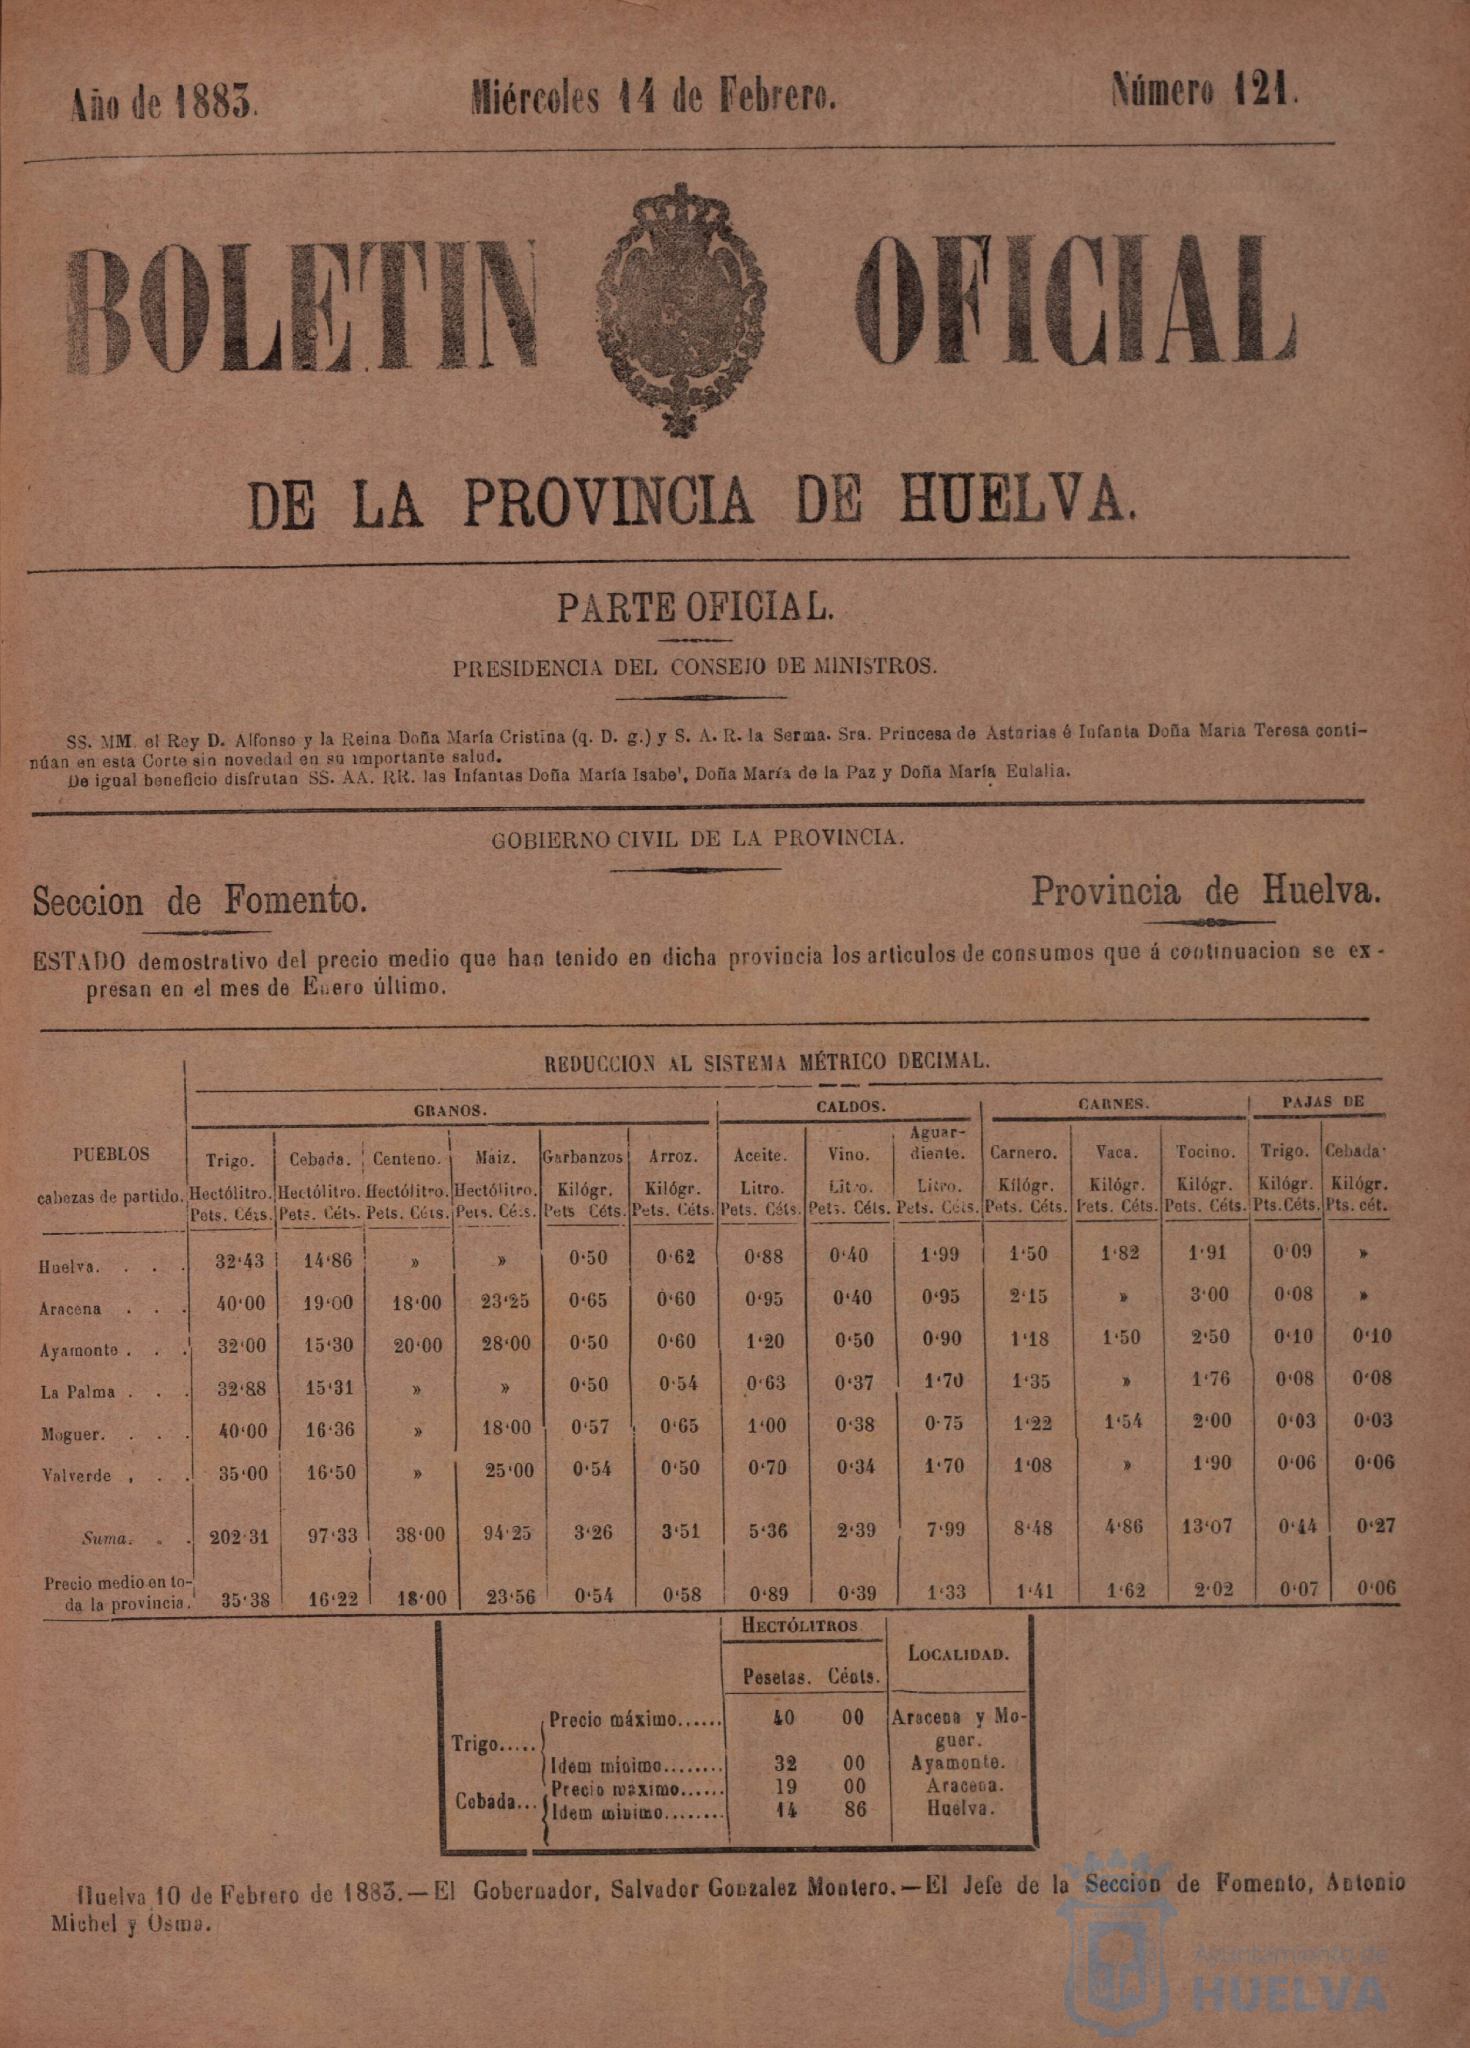 Año de 1883.
Miércoles 14 de Febrero.
Número 121.
BOLETIN OFICIAL
DE LA PROVINCIA DE HUELVA.
PARTE OFICIAL.
PRESIDENCIA DEL CONSEJO DE MINISTROS.
SS. MM. el Rey D. Alfonso y la Reina Doña María Cristina (q. D. g.) y S. A. R. la Serma. Sra. Princesa de Asturias é Infanta Doña María Teresa conti-
núan en esta Corte sin novedad en su importante salud.
De igual beneficio disfrutan SS. AA. RR. las Infantas Doña María Isabe', Doña María de la Paz y Doña María Eulalia.
GOBIERNO CIVIL DE LA PROVINCIA.
Seccion de Fomento.
Provincia de Huelva.
ESTADO demostrativo del precio medio que han tenido en dicha provincia los articulos de consumos que á continuacion se ex-
presan en el mes de Enero último.
REDUCCION AL SISTEMA MÉTRICO DECIMAL.
GRANOS. CALDOS. CARNES. PAJAS DE
PUEBLOS
cabezas de partido.
Trigo. Cebada. Centeno. Maiz. Garbanzos Arroz. Aceite. Vino. Aguar-
diente. Carnero. Vaca. Tocino. Trigo. Cebada.
Hectólitro. Hectólitro. Hectólitro. Hectólitro. Kilógr. Kilógr. Litro. Litro. Litro. Kilógr. Kilógr. Kilógr. Kilógr. Kilógr.
Pets. Céts. Pets. Céts. Pets. Céts. Pets. Céts. Pets Céts. Pets. Céts. Pets. Céts. Pets. Céts. Pets. Céts. Pets. Céts. Pets. Céts. Pets. Céts. Pts. Céts. Pts. cét.
Huelva. . . . 32'43 14'86 » » 0'50 0'62 0'88 0'40 1'99 1'50 1'82 1'91 0'09 »
Aracena . . . 40'00 19'00 18'00 23'25 0'65 0'60 0'95 0'40 0'95 2'15 » 3'00 0'08 »
Ayamonte . . . 32'00 15'30 20'00 28'00 0'50 0'60 1'20 0'50 0'90 1'18 1'50 2'50 0'10 0'10
La Palma . . . 32'88 15'31 » » 0'50 0'54 0'63 0'37 1'70 1'35 » 1'76 0'08 0'08
Moguer. . . . 40'00 16'36 » 18'00 0'57 0'65 1'00 0'38 0'75 1'22 1'54 2'00 0'03 0'03
Valverde , . . 35'00 16'50 » 25'00 0'54 0'50 0'70 0'34 1'70 1'08 » 1'90 0'06 0'06
Suma. . . 202'31 97'33 38'00 94'25 3'26 3'51 5'36 2'39 7'99 8'48 4'86 13'07 0'44 0'27
Precio medio en to-
da la provincia. 35'38 16'22 18'00 23'56 0'54 0'58 0'89 0'39 1'33 1'41 1'62 2'02 0'07 0'06
HECTÓLITROS
LOCALIDAD.
Pesetas. Cénts.
Trigo.....
Precio máximo...... 40 00 Aracena y Mo-
guer.
Idem minimo........ 32 00 Ayamonte.
Cebada...
Precio maximo...... 19 00 Aracena.
Idem minimo........ 14 86 Huelva.
Huelva 10 de Febrero de 1883.—El Gobernador, Salvador Gonzalez Montero.—El Jefe de la Seccion de Fomento, Antonio
Michel y Osma.
Ayuntamiento de
HUELVA